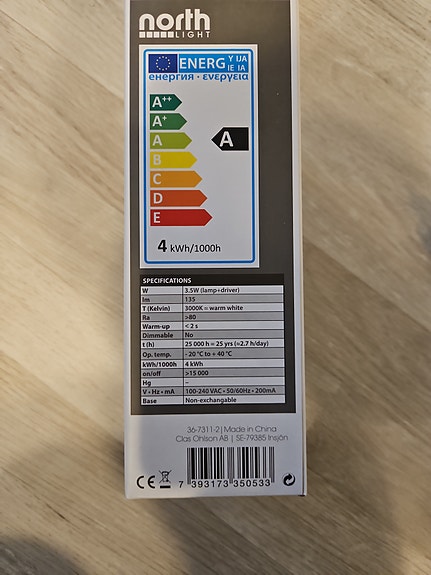 north
LIGHT
ENERG Y IJA
IE IA
енергия · ενεργεια
A++
A+
A
A
B
C
D
E
4 kWh/1000h
SPECIFICATIONS
W 3.5W (lamp+driver)
lm 135
T (Kelvin) 3000K = warm white
Ra >80
Warm-up < 2 s
Dimmable No
t (h) 25 000 h = 25 yrs (≈2.7 h/day)
Op. temp. - 20 °C to + 40 °C
kWh/1000h 4 kWh
on/off >15 000
Hg –
V • Hz • mA 100-240 VAC • 50/60Hz • 200mA
Base Non-exchangable
36-7311-2 | Made in China
Clas Ohlson AB | SE-79385 Insjön
CE
7 393173 350533